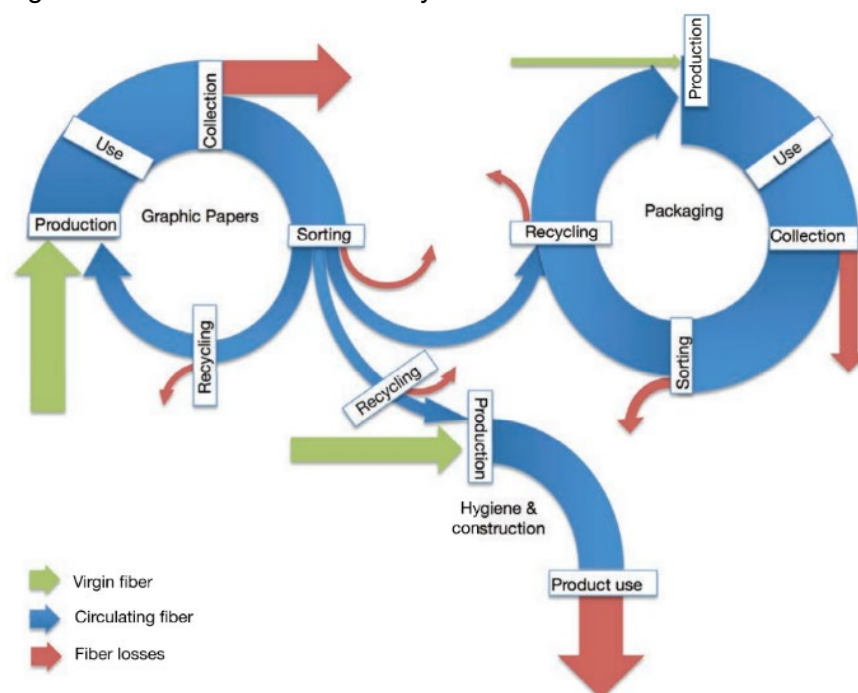 Production
Use
Collection
Graphic Papers
Sorting
Recycling
Recycling
Production
Hygiene &
construction
Product use
Production
Use
Packaging
Recycling
Collection
Sorting
Virgin fiber
Circulating fiber
Fiber losses